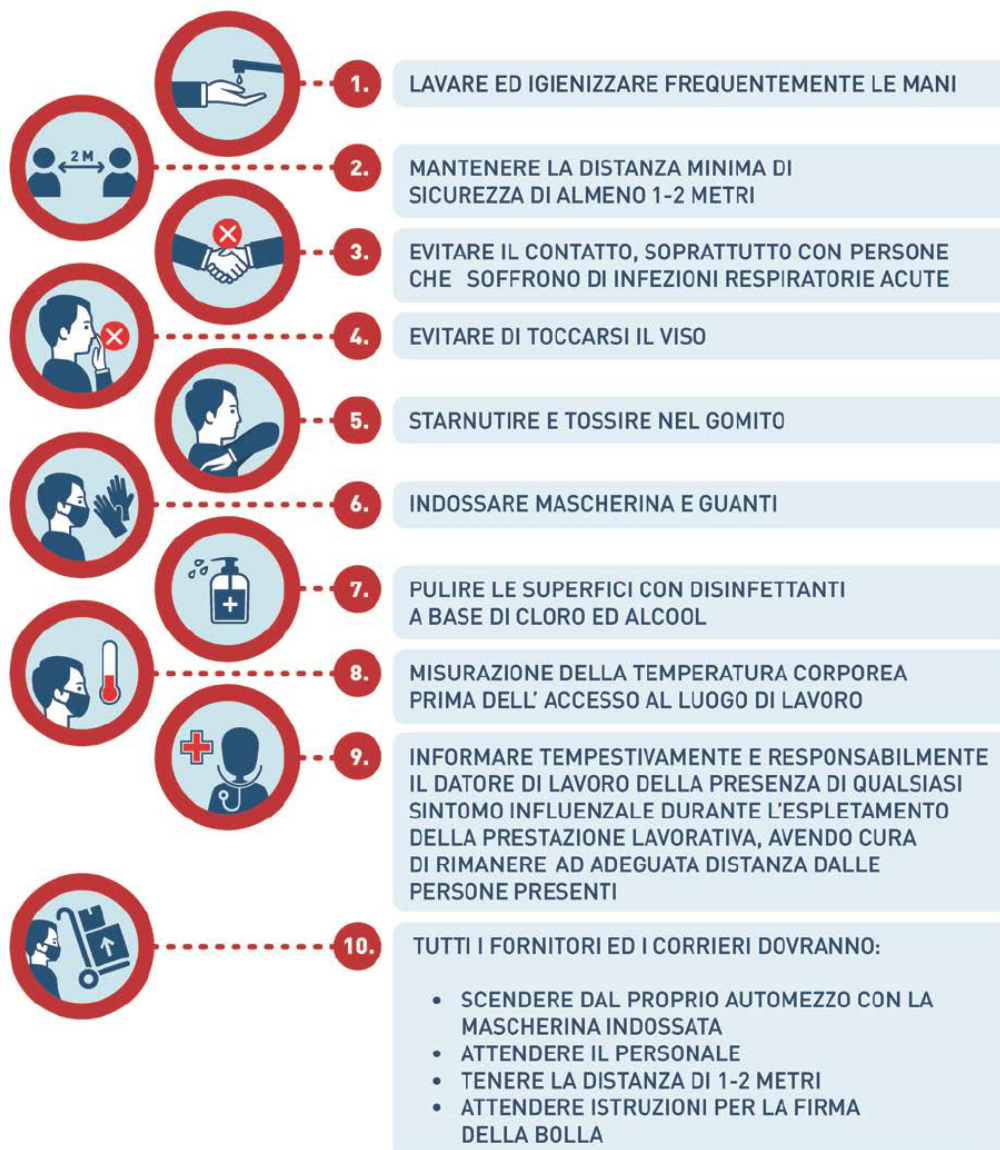 1. LAVARE ED IGIENIZZARE FREQUENTEMENTE LE MANI
2 M
2. MANTENERE LA DISTANZA MINIMA DI
SICUREZZA DI ALMENO 1-2 METRI
3. EVITARE IL CONTATTO, SOPRATTUTTO CON PERSONE
CHE SOFFRONO DI INFEZIONI RESPIRATORIE ACUTE
4. EVITARE DI TOCCARSI IL VISO
5. STARNUTIRE E TOSSIRE NEL GOMITO
6. INDOSSARE MASCHERINA E GUANTI
7. PULIRE LE SUPERFICI CON DISINFETTANTI
A BASE DI CLORO ED ALCOOL
8. MISURAZIONE DELLA TEMPERATURA CORPOREA
PRIMA DELL' ACCESSO AL LUOGO DI LAVORO
9. INFORMARE TEMPESTIVAMENTE E RESPONSABILMENTE
IL DATORE DI LAVORO DELLA PRESENZA DI QUALSIASI
SINTOMO INFLUENZALE DURANTE L'ESPLETAMENTO
DELLA PRESTAZIONE LAVORATIVA, AVENDO CURA
DI RIMANERE AD ADEGUATA DISTANZA DALLE
PERSONE PRESENTI
10. TUTTI I FORNITORI ED I CORRIERI DOVRANNO:
• SCENDERE DAL PROPRIO AUTOMEZZO CON LA
MASCHERINA INDOSSATA
• ATTENDERE IL PERSONALE
• TENERE LA DISTANZA DI 1-2 METRI
• ATTENDERE ISTRUZIONI PER LA FIRMA
DELLA BOLLA